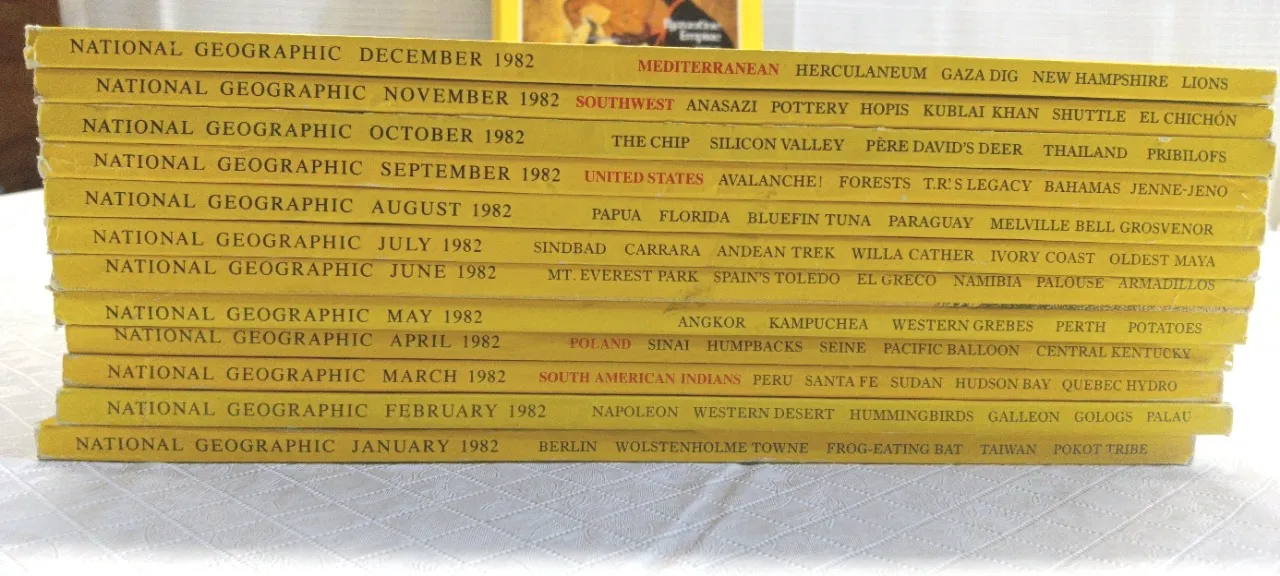 Byzantine
Empire
NATIONAL GEOGRAPHIC DECEMBER 1982 MEDITERRANEAN HERCULANEUM GAZA DIG NEW HAMPSHIRE LIONS
NATIONAL GEOGRAPHIC NOVEMBER 1982 SOUTHWEST ANASAZI POTTERY HOPIS KUBLAI KHAN SHUTTLE EL CHICHÓN
NATIONAL GEOGRAPHIC OCTOBER 1982 THE CHIP SILICON VALLEY PÈRE DAVID'S DEER THAILAND PRIBILOFS
NATIONAL GEOGRAPHIC SEPTEMBER 1982 UNITED STATES AVALANCHE! FORESTS T.R.'S LEGACY BAHAMAS JENNE-JENO
NATIONAL GEOGRAPHIC AUGUST 1982 PAPUA FLORIDA BLUEFIN TUNA PARAGUAY MELVILLE BELL GROSVENOR
NATIONAL GEOGRAPHIC JULY 1982 SINDBAD CARRARA ANDEAN TREK WILLA CATHER IVORY COAST OLDEST MAYA
NATIONAL GEOGRAPHIC JUNE 1982 MT. EVEREST PARK SPAIN'S TOLEDO EL GRECO NAMIBIA PALOUSE ARMADILLOS
NATIONAL GEOGRAPHIC MAY 1982 ANGKOR KAMPUCHEA WESTERN GREBES PERTH POTATOES
NATIONAL GEOGRAPHIC APRIL 1982 POLAND SINAI HUMPBACKS SEINE PACIFIC BALLOON CENTRAL KENTUCKY
NATIONAL GEOGRAPHIC MARCH 1982 SOUTH AMERICAN INDIANS PERU SANTA FE SUDAN HUDSON BAY QUEBEC HYDRO
NATIONAL GEOGRAPHIC FEBRUARY 1982 NAPOLEON WESTERN DESERT HUMMINGBIRDS GALLEON GOLOGS PALAU
NATIONAL GEOGRAPHIC JANUARY 1982 BERLIN WOLSTENHOLME TOWNE FROG-EATING BAT TAIWAN POKOT TRIBE